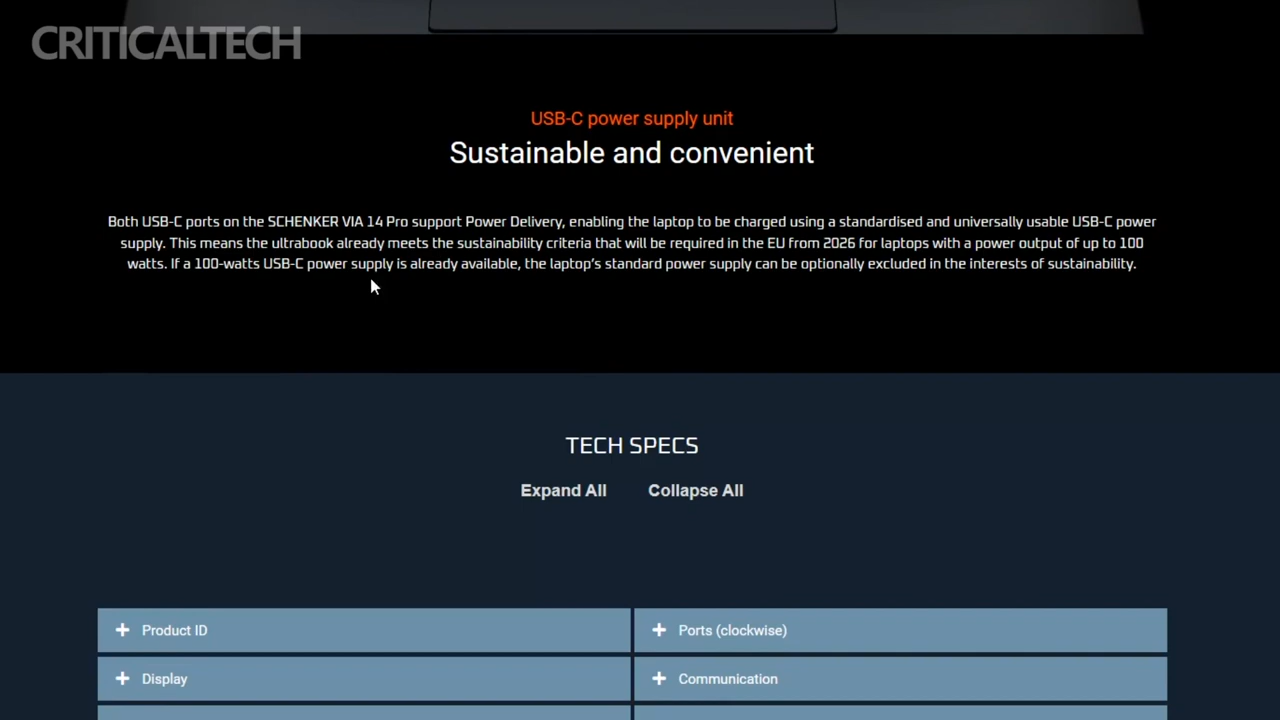 CRITICALTECH
USB-C power supply unit
Sustainable and convenient
Both USB-C ports on the SCHENKER VIA 14 Pro support Power Delivery, enabling the laptop to be charged using a standardised and universally usable USB-C power
supply. This means the ultrabook already meets the sustainability criteria that will be required in the EU from 2026 for laptops with a power output of up to 100
watts. If a 100-watts USB-C power supply is already available, the laptop's standard power supply can be optionally excluded in the interests of sustainability.
TECH SPECS
Expand All Collapse All
Product ID
Ports (clockwise)
Display
Communication